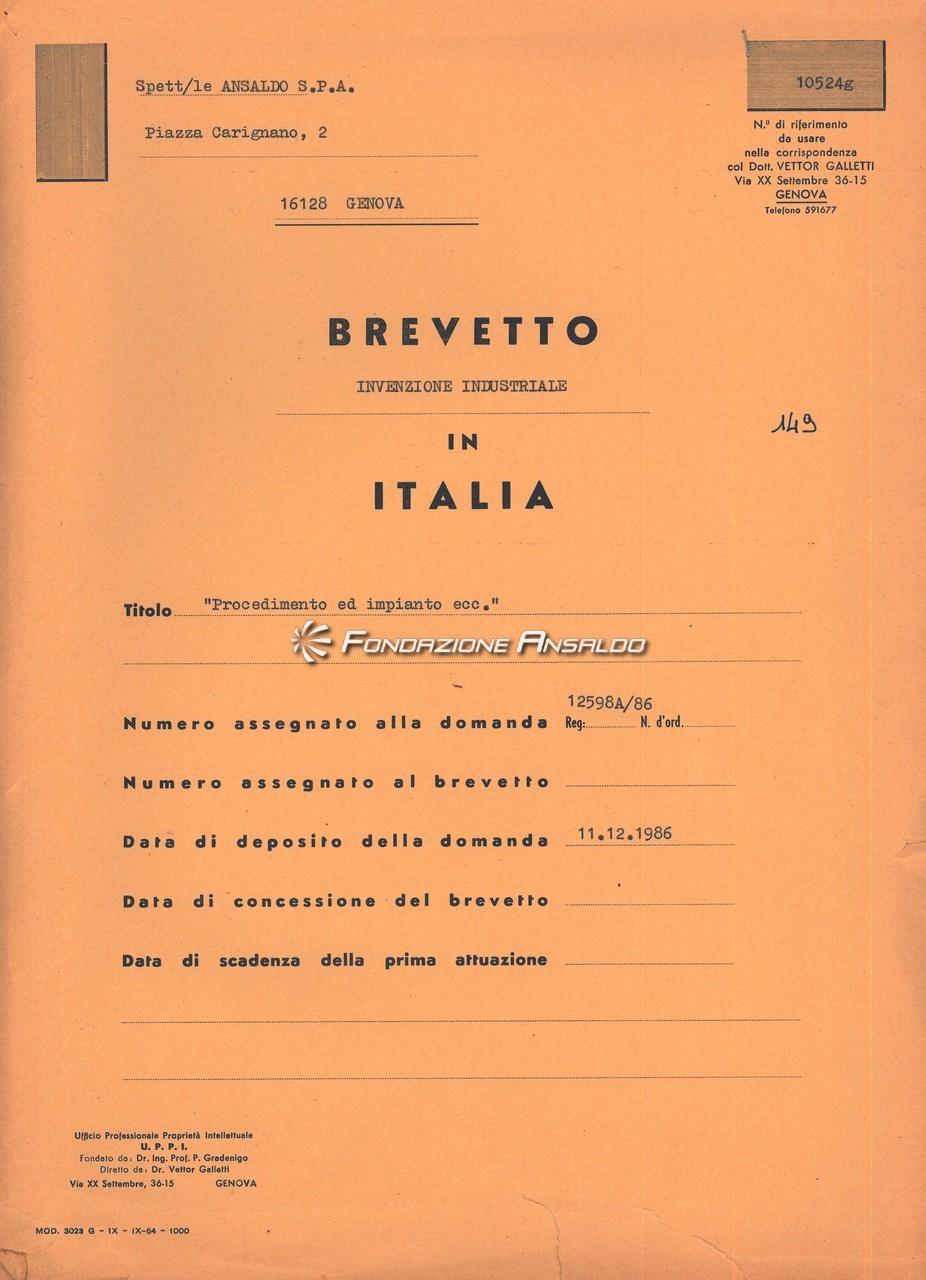 Spett/le ANSALDO S.P.A.
Piazza Carignano, 2
16128 GENOVA
10524g
N.º di riferimento
da usare
nella corrispondenza
col Dott. VETTOR GALLETTI
Via XX Settembre 36-15
GENOVA
Telefono 591677
BREVETTO
INVENZIONE INDUSTRIALE
149
IN
ITALIA
Titolo "Procedimento ed impianto ecc."
FONDAZIONE ANSALDO
12598A/86
Numero assegnato alla domanda Reg: N. d'ord.
Numero assegnato al brevetto
Data di deposito della domanda 11.12.1986
Data di concessione del brevetto
Data di scadenza della prima attuazione
Ufficio Professionale Proprietà Intellettuale
U. P. P. I.
Fondato da: Dr. Ing. Prof. P. Gradenigo
Diretto da: Dr. Vettor Galletti
Via XX Settembre, 36-15 GENOVA
MOD. 3023 G - IX - IX-64 - 1000